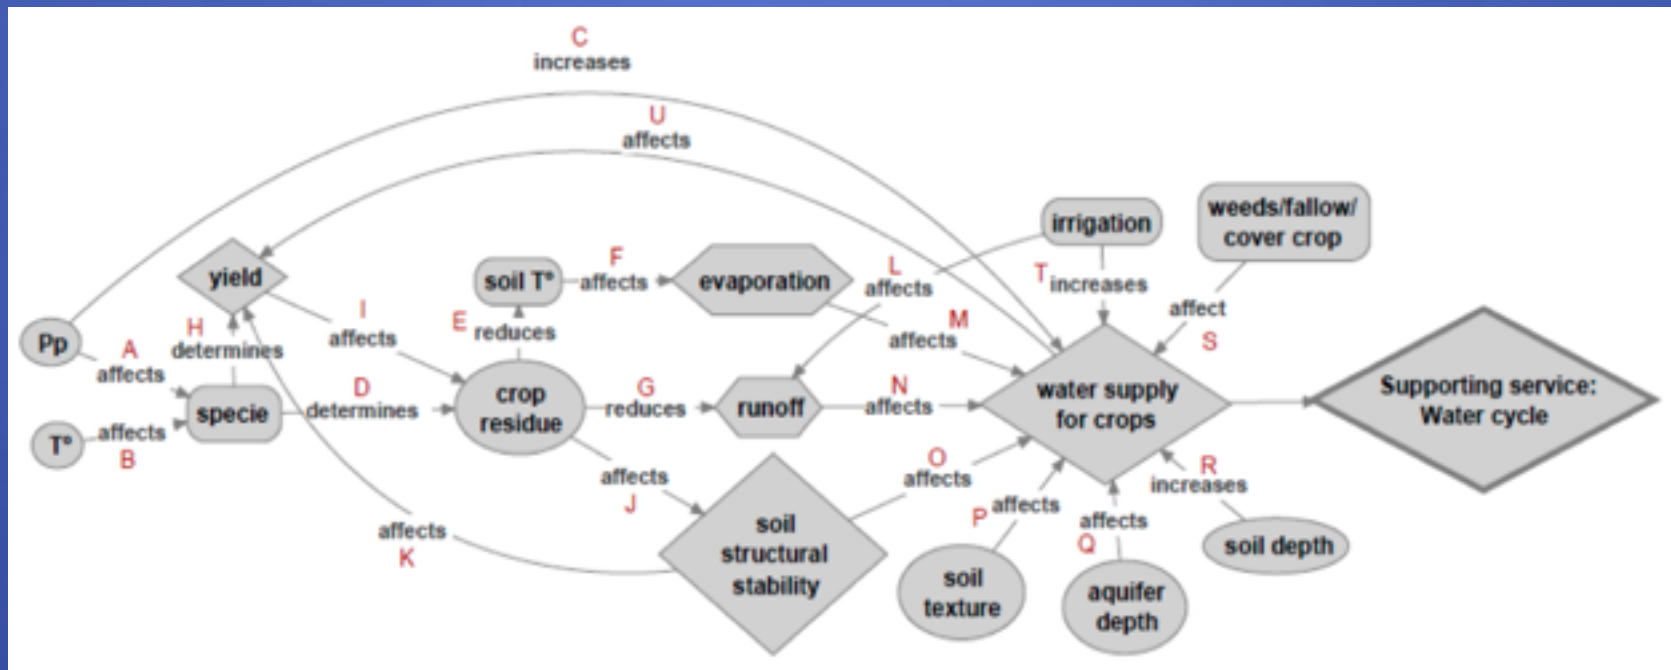 C
increases
U
affects
weeds/fallow/
cover crop
irrigation
yield
soil T°
F
affects
evaporation
L
affects
T
increases
affect
S
Pp
A
affects
H
determines
I
affects
E
reduces
M
affects
T°
affects
B
specie
D
determines
crop
residue
G
reduces
runoff
N
affects
water supply
for crops
Supporting service:
Water cycle
affects
J
O
affects
R
increases
affects
K
soil
structural
stability
P
affects
affects
Q
soil depth
soil
texture
aquifer
depth